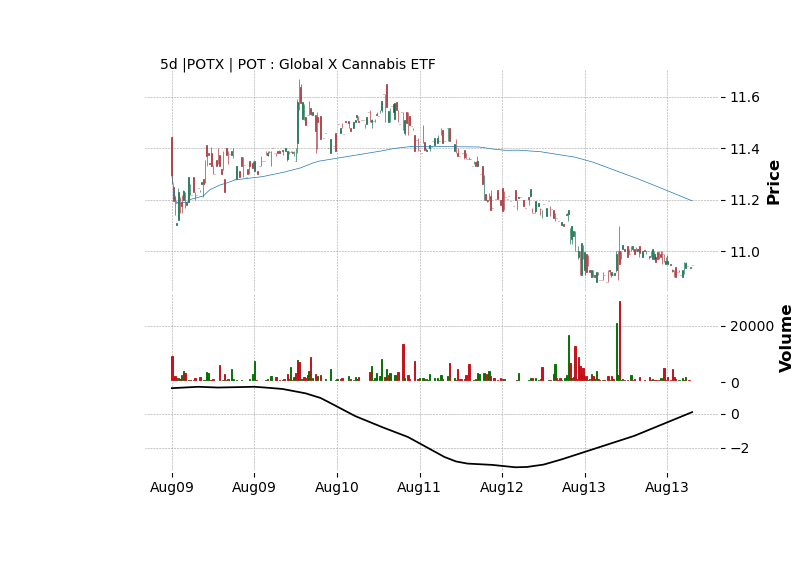 5d |POTX | POT : Global X Cannabis ETF
11.6
11.4
11.2
11.0
Price
20000
0
Volume
0
−2
Aug09 Aug09 Aug10 Aug11 Aug12 Aug13 Aug13